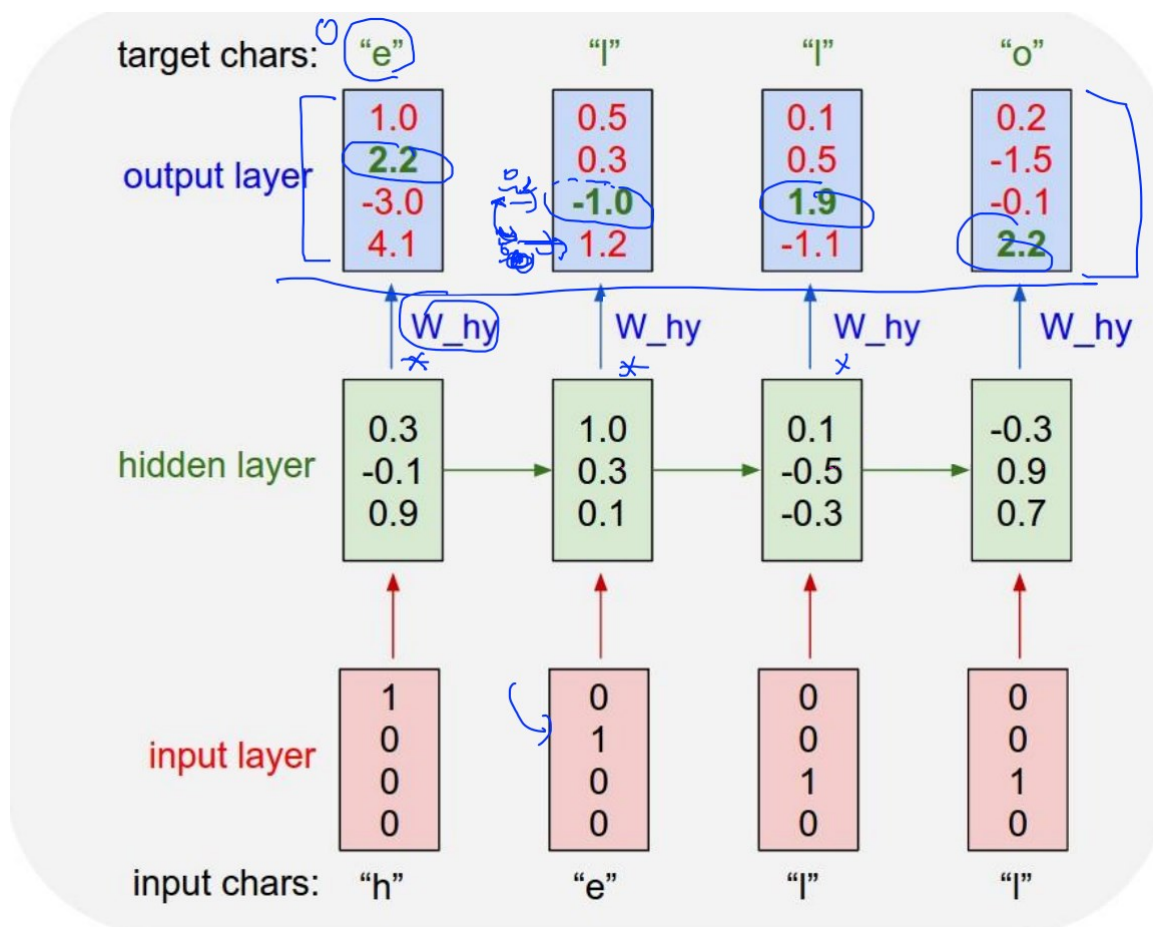 target chars: “e” “l” “l” “o”
1.0 0.5 0.1 0.2
output layer 2.2 0.3 0.5 -1.5
-3.0 -1.0 1.9 -0.1
4.1 1.2 -1.1 2.2
W_hy W_hy W_hy W_hy
0.3 1.0 0.1 -0.3
hidden layer -0.1 0.3 -0.5 0.9
0.9 0.1 -0.3 0.7
1 0 0 0
input layer 0 1 0 0
0 0 1 1
0 0 0 0
input chars: “h” “e” “l” “l”